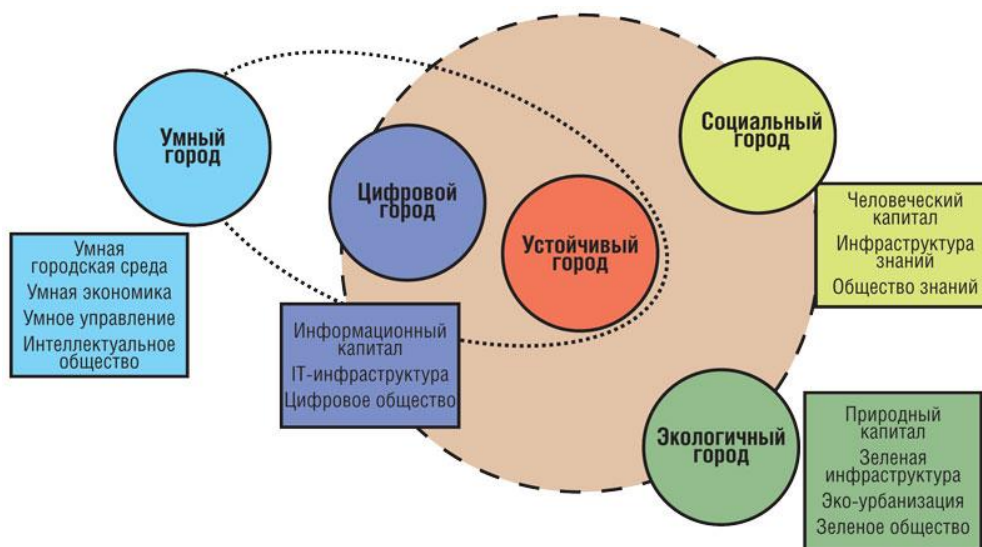 Умный
город
Умная
городская среда
Умная экономика
Умное управление
Интеллектуальное
общество
Цифровой
город
Информационный
капитал
IT-инфраструктура
Цифровое общество
Устойчивый
город
Социальный
город
Человеческий
капитал
Инфраструктура
знаний
Общество знаний
Экологичный
город
Природный
капитал
Зеленая
инфраструктура
Эко-урбанизация
Зеленое общество